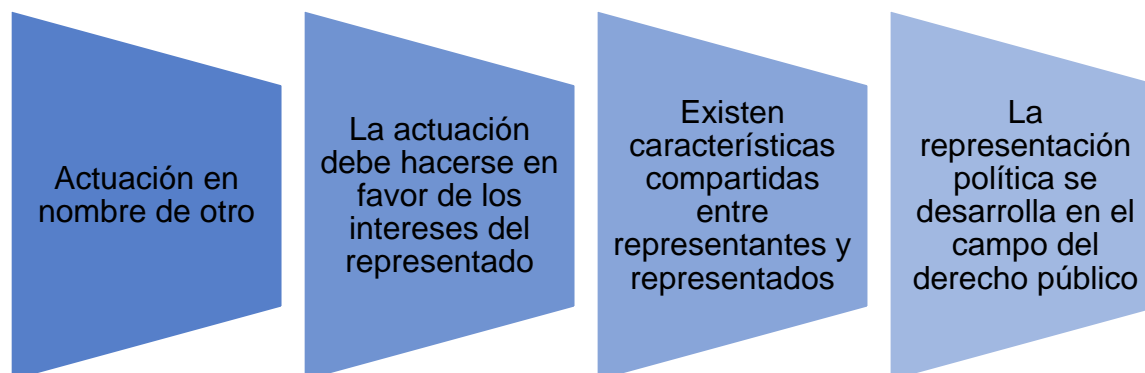 Actuación en
nombre de otro
La actuación
debe hacerse en
favor de los
intereses del
representado
Existen
características
compartidas
entre
representantes y
representados
La
representación
política se
desarrolla en el
campo del
derecho público